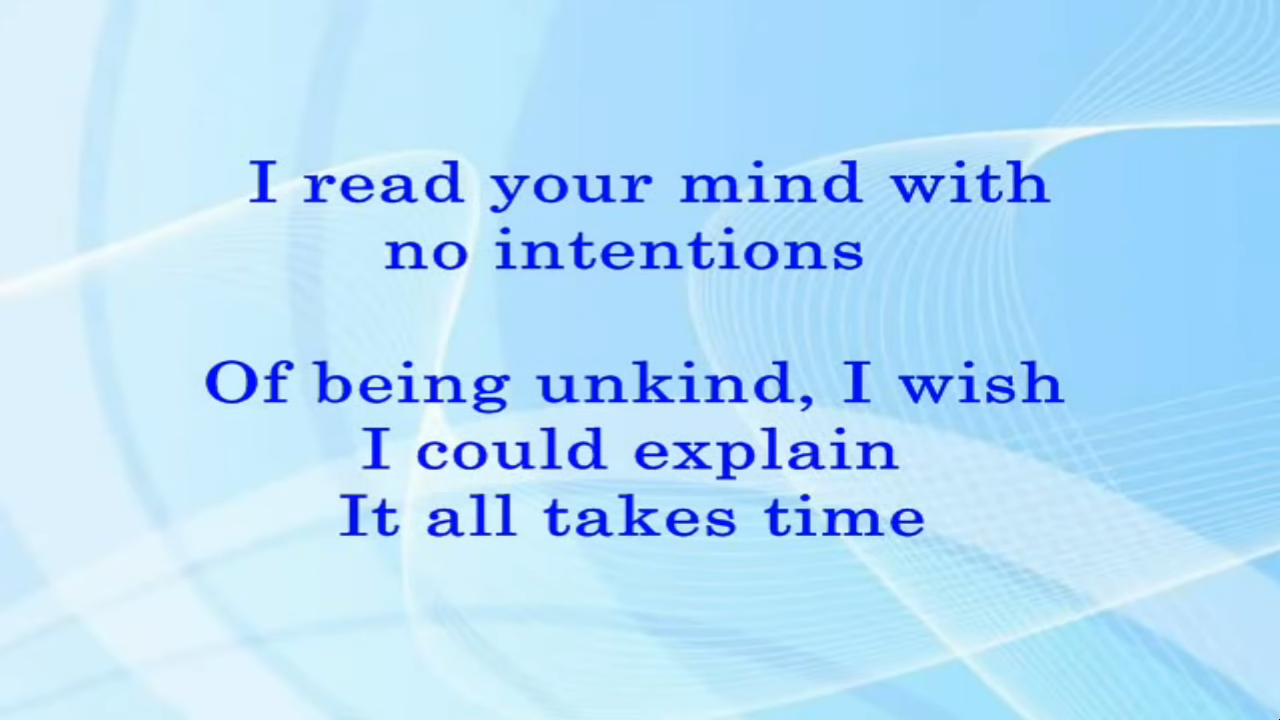 I read your mind with
no intentions
Of being unkind, I wish
I could explain
It all takes time